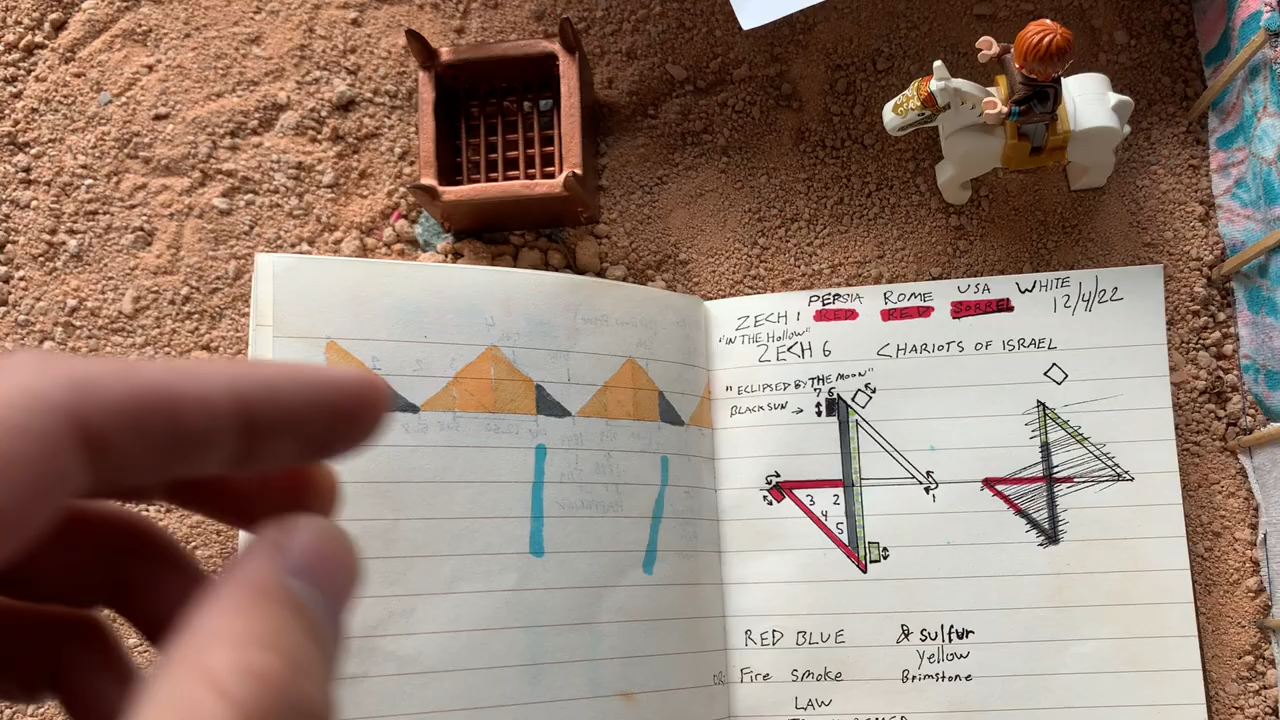 PERSIA ROME USA WHITE
ZECH 1 RED RED SORREL 12/4/22
"IN THE HOLLOW"
ZECH 6 CHARIOTS OF ISRAEL
"ECLIPSED BY THE MOON"
7 6
BLACK SUN →
1
3 2
4
5
RED BLUE & sulfur
Yellow
OR: Fire smoke Brimstone
LAW